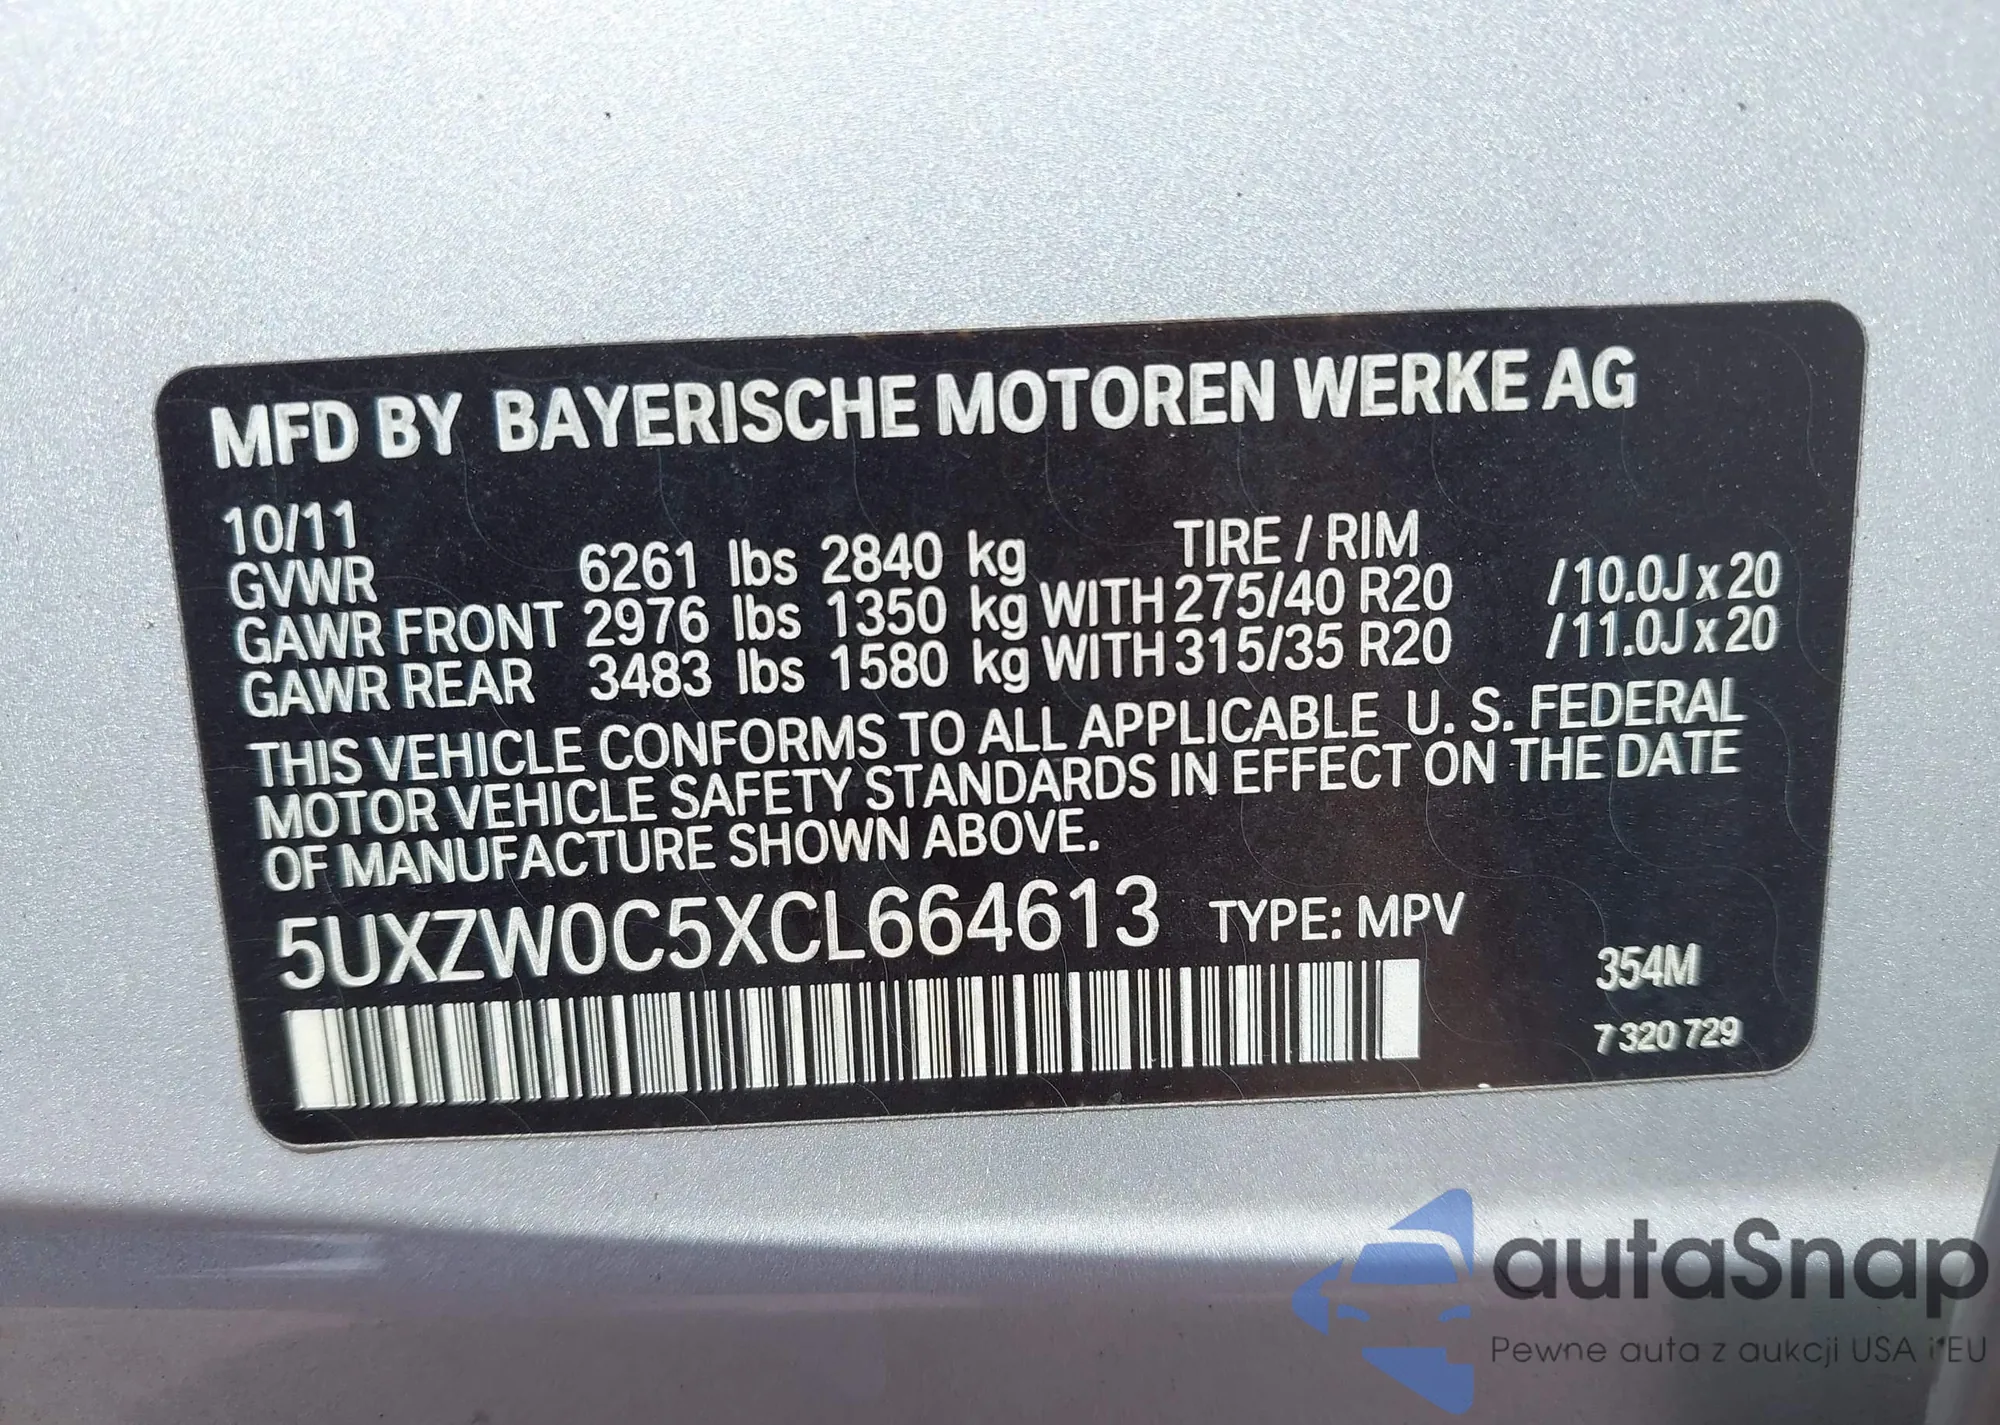 MFD BY BAYERISCHE MOTOREN WERKE AG
10/11 TIRE / RIM
GVWR 6261 lbs 2840 kg
GAWR FRONT 2976 lbs 1350 kg WITH 275/40 R20 /10.0J x 20
GAWR REAR 3483 lbs 1580 kg WITH 315/35 R20 /11.0J x 20
THIS VEHICLE CONFORMS TO ALL APPLICABLE U. S. FEDERAL
MOTOR VEHICLE SAFETY STANDARDS IN EFFECT ON THE DATE
OF MANUFACTURE SHOWN ABOVE.
5UXZW0C5XCL664613 TYPE: MPV
354M
7 320 729
autaSnap
Pewne auta z aukcji USA i EU